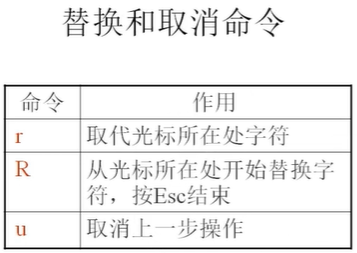 替换和取消命令
命令 作用
r 取代光标所在处字符
R 从光标所在处开始替换字
符，按Esc结束
u 取消上一步操作